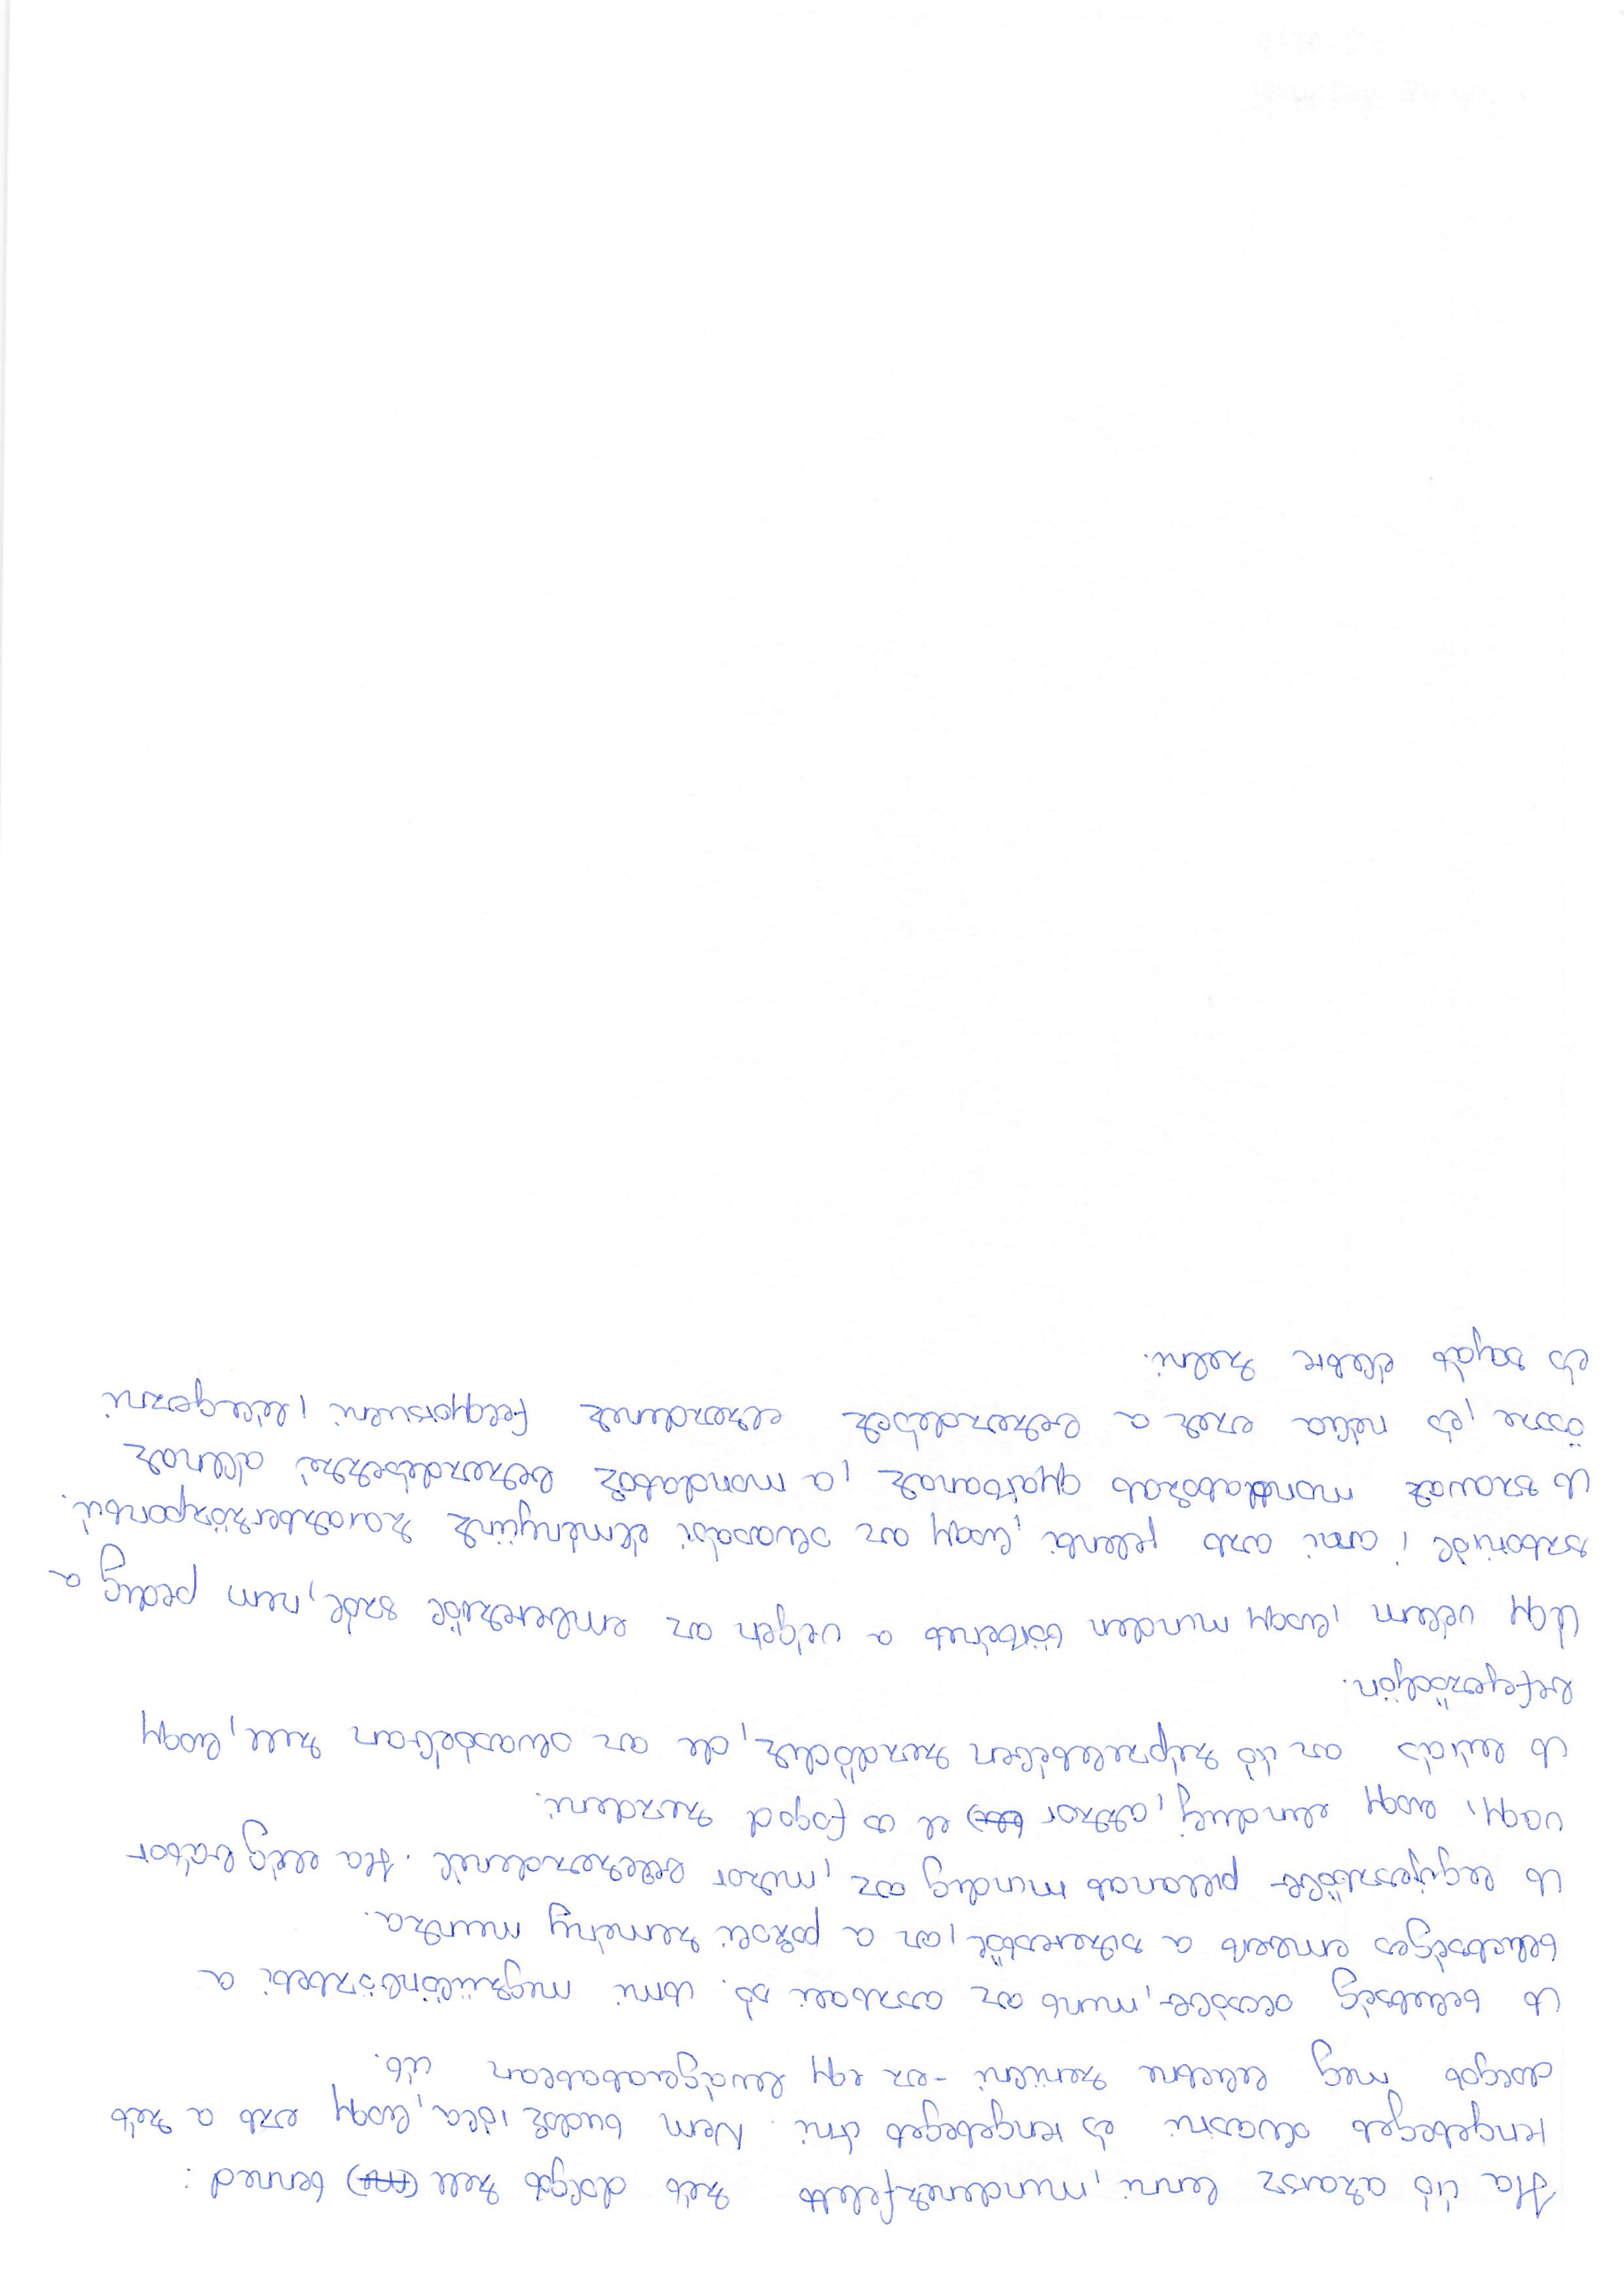 Ha író akarsz lenni, mindenekfelett két dolgot kell (mi) tenned:
rengeteget olvasni és rengeteget írni. Nem tudok róla, hogy ezt a két
dolgot meg lehetne kerülni - ez egy levághatatlan út.
A tehetség olcsóbb, mint az asztali só. Ami megkülönbözteti a
tehetséges embert a sikerestől, az a pokoli kemény munka.
A legijesztőbb pillanat mindig az, mikor belekezdenél. Ha elég bátor
vagy, hogy elindulj, akkor el is fogod kezdeni.
A leírás az író képzeletében kezdődik, de az olvasóéban kell, hogy
befejeződjön.
Úgy vélem, hogy minden történet a végén az emberekről szól, nem pedig a
sztoriról, ami azt jelenti, hogy az olvasási élményünk karakterközpontú.
A szavak mondatokat gyártanak, a mondatok bekezdésekké állnak
össze, és néha ezek a bekezdések elkezdenek felgyorsulni, lélegezni
és saját életre kelni.